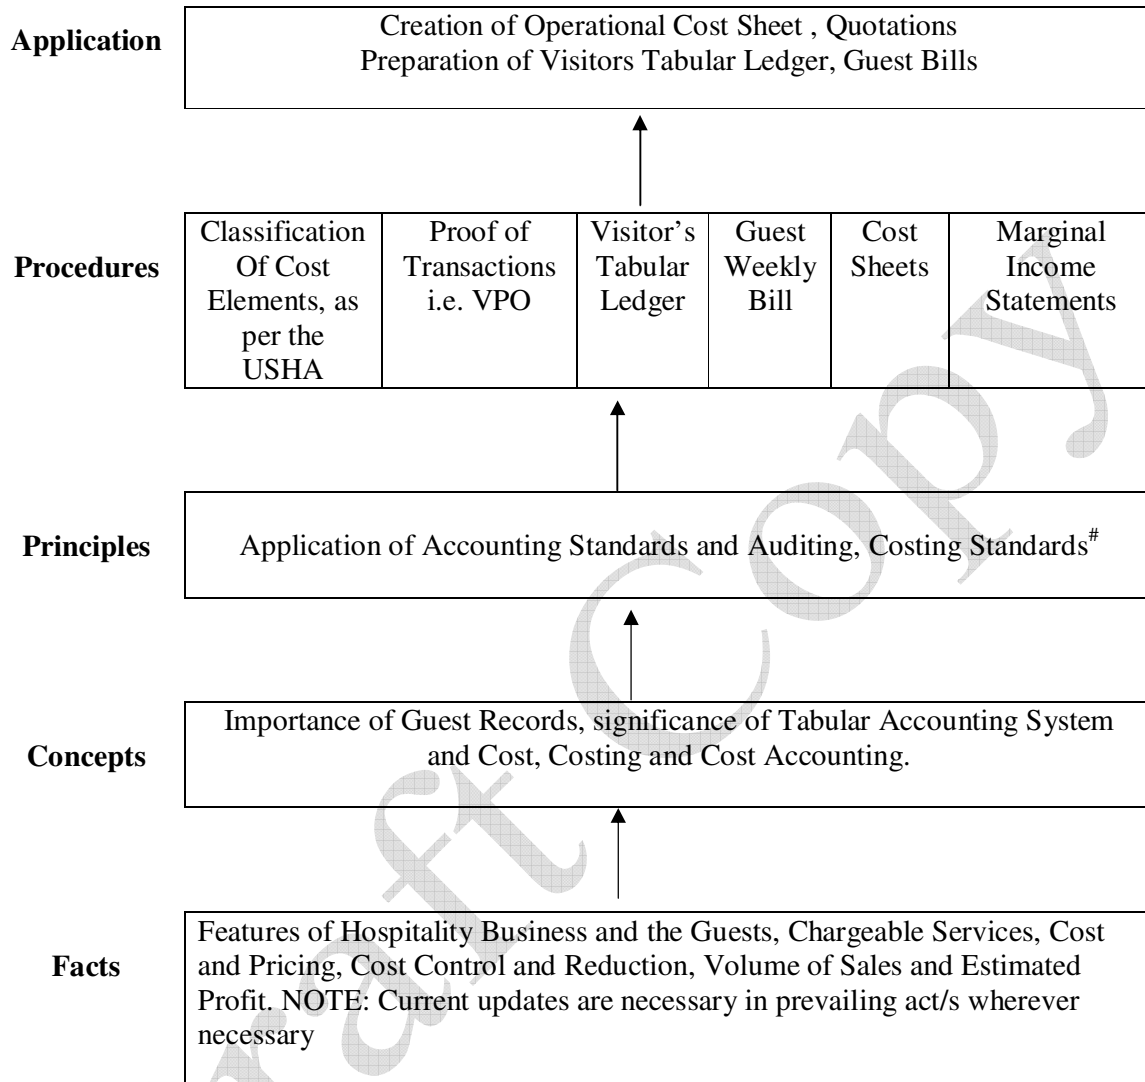 Application
Creation of Operational Cost Sheet , Quotations
Preparation of Visitors Tabular Ledger, Guest Bills
Procedures
Classification
Of Cost
Elements, as
per the
USHA
Proof of
Transactions
i.e. VPO
Visitor's
Tabular
Ledger
Guest
Weekly
Bill
Cost
Sheets
Marginal
Income
Statements
Principles
Application of Accounting Standards and Auditing, Costing Standards#
Concepts
Importance of Guest Records, significance of Tabular Accounting System
and Cost, Costing and Cost Accounting.
Facts
Features of Hospitality Business and the Guests, Chargeable Services, Cost
and Pricing, Cost Control and Reduction, Volume of Sales and Estimated
Profit. NOTE: Current updates are necessary in prevailing act/s wherever
necessary
raft Copy